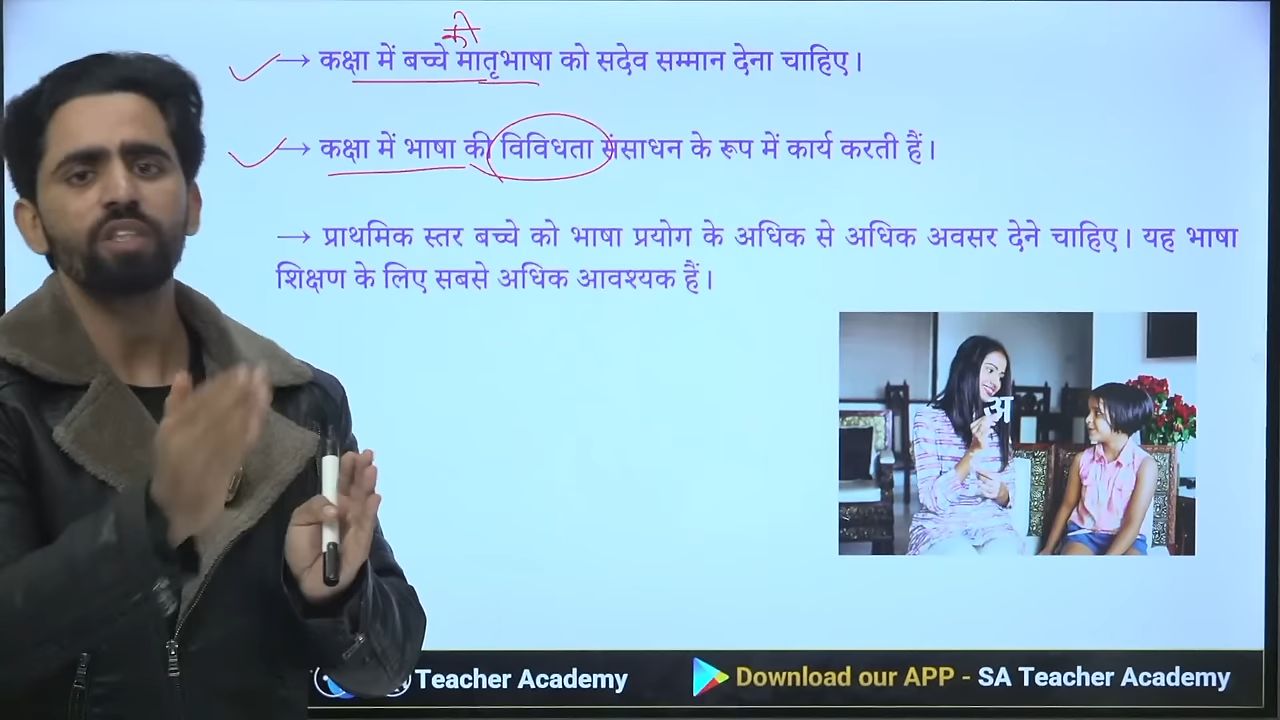 की
→ कक्षा में बच्चे मातृभाषा को सदेव सम्मान देना चाहिए।
→ कक्षा में भाषा की विविधता संसाधन के रूप में कार्य करती हैं।
→ प्राथमिक स्तर बच्चे को भाषा प्रयोग के अधिक से अधिक अवसर देने चाहिए। यह भाषा
शिक्षण के लिए सबसे अधिक आवश्यक हैं।
अ
Teacher Academy
Download our APP - SA Teacher Academy